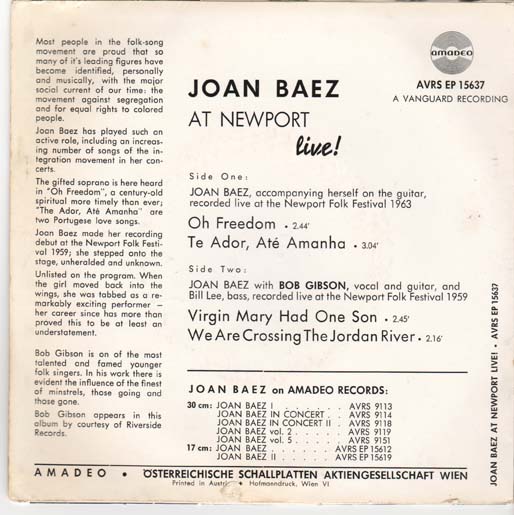 Most people in the folk-song
movement are proud that so
many of it's leading figures have
become identified, personally
and musically, with the major
social current of our time: the
movement against segregation
and for equal rights to colored
people.
Joan Baez has played such on
active role, including an increas-
ing number of songs of the in-
tegration movement in her con-
certs.
The gifted soprano is here heard
in "Oh Freedom", a century-old
spiritual more timely than ever;
"The Ador, Até Amanha" are
two Portugese love songs.
Joan Baez made her recording
debut at the Newport Folk Festi-
val 1959; she stepped onto the
stage, unheralded and unknown.
Unlisted on the program. When
the girl moved back into the
wings, she was tabbed as a re-
markably exciting performer –
her career since has more than
proved this to be at least an
understatement.
Bob Gibson is on of the most
talented and famed younger
folk singers. In his work there is
evident the influence of the finest
of minstrels, those going and
those gone.
Bob Gibson appears in this
album by courtesy of Riverside
Records.
amadeo
AVRS EP 15637
A VANGUARD RECORDING
JOAN BAEZ
AT NEWPORT
live!
Side One:
JOAN BAEZ, accompanying herself on the guitar,
recorded live at the Newport Folk Festival 1963
Oh Freedom • 2.44'
Te Ador, Até Amanha • 3.04'
Side Two:
JOAN BAEZ with BOB GIBSON, vocal and guitar, and
Bill Lee, bass, recorded live at the Newport Folk Festival 1959
Virgin Mary Had One Son • 2.45'
We Are Crossing The Jordan River • 2.16'
JOAN BAEZ on AMADEO RECORDS:
30 cm: JOAN BAEZ I . . . . . . AVRS 9113
JOAN BAEZ IN CONCERT . . AVRS 9114
JOAN BAEZ IN CONCERT II . AVRS 9118
JOAN BAEZ vol. 2 . . . . . AVRS 9119
JOAN BAEZ vol. 5 . . . . . AVRS 9151
17 cm: JOAN BAEZ . . . . . . . AVRS EP 15612
JOAN BAEZ II . . . . . . AVRS EP 15619
JOAN BAEZ AT NEWPORT LIVE! • AVRS EP 15637
AMADEO • ÖSTERREICHISCHE SCHALLPLATTEN AKTIENGESELLSCHAFT WIEN
Printed in Austria ♦ Hofmanndruck, Wien VI